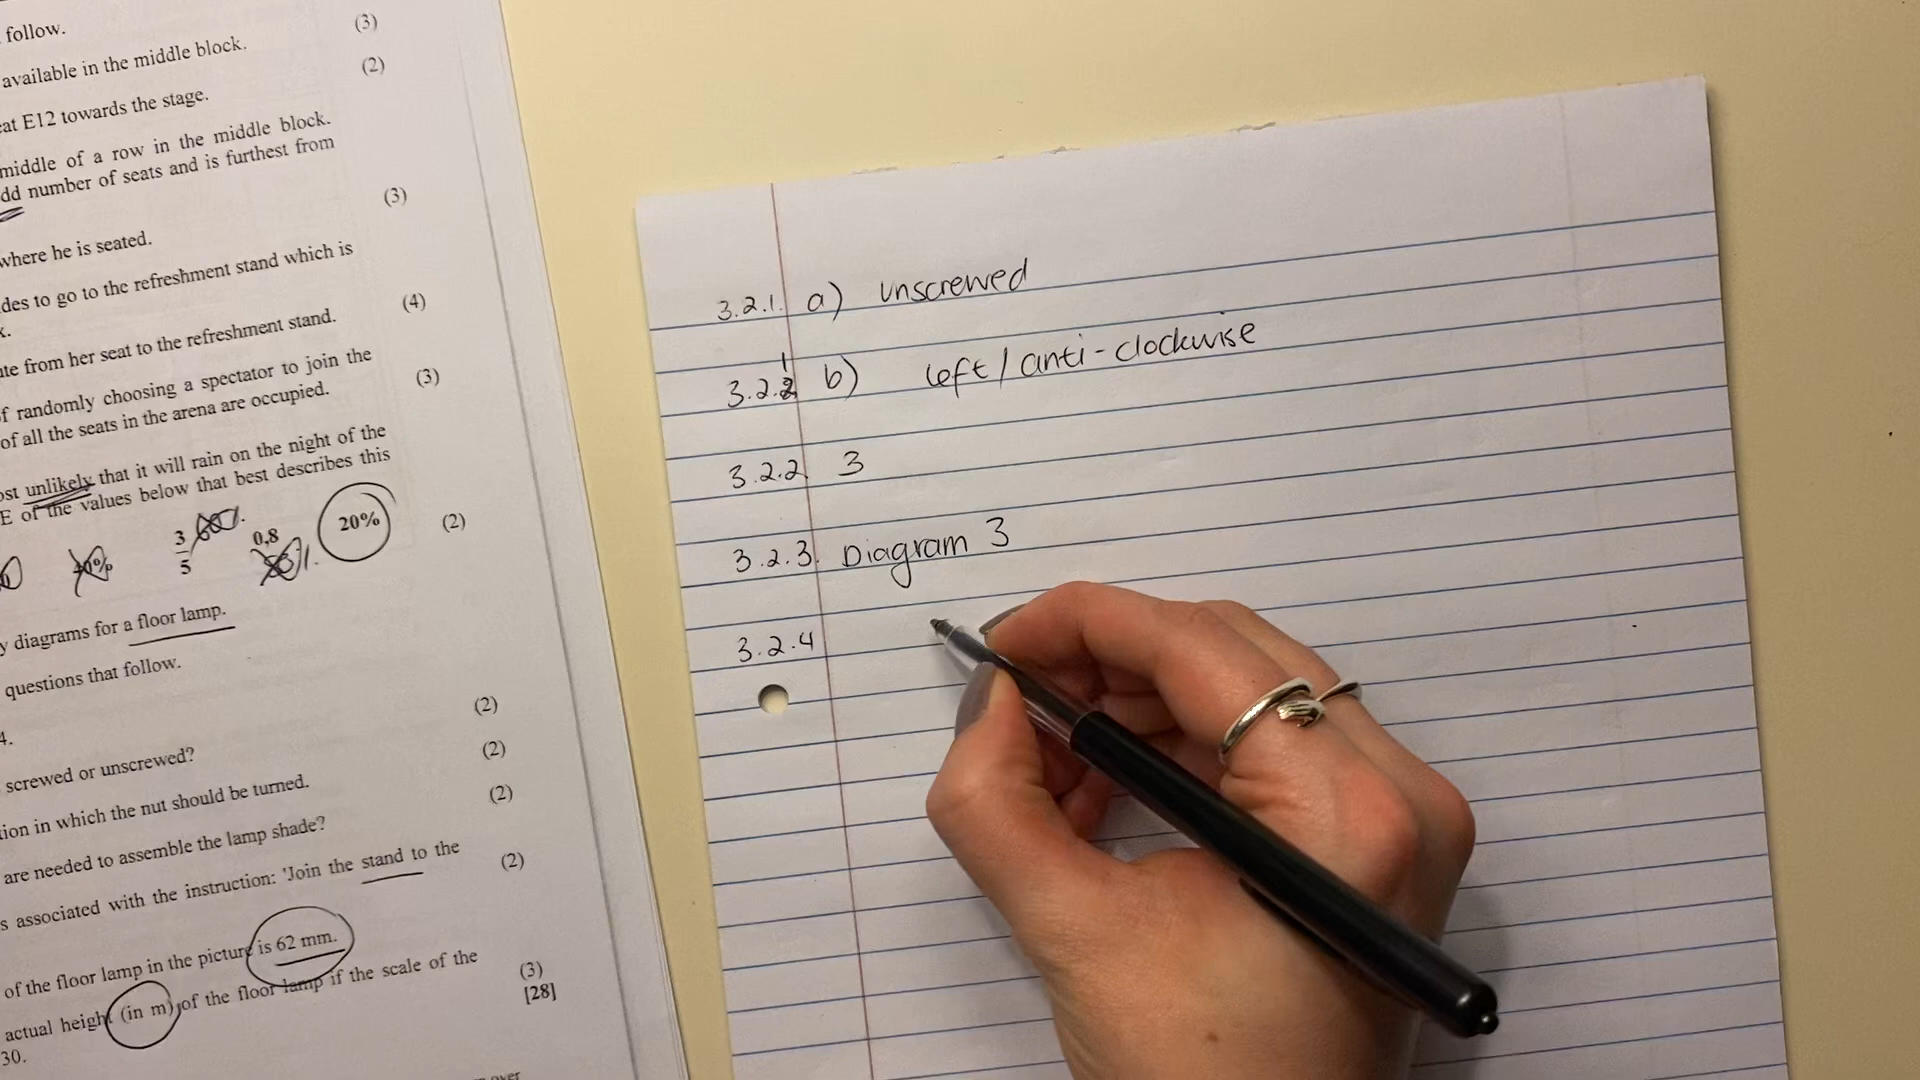 follow.
(3)
available in the middle block.
(2)
at E12 towards the stage.
middle of a row in the middle block.
dd number of seats and is furthest from
(3)
where he is seated.
des to go to the refreshment stand which is
k.
(4)
te from her seat to the refreshment stand.
f randomly choosing a spectator to join the
of all the seats in the arena are occupied.
(3)
ost unlikely that it will rain on the night of the
E of the values below that best describes this
3/5 0,8 20%
(2)
y diagrams for a floor lamp.
questions that follow.
4.
(2)
screwed or unscrewed?
(2)
tion in which the nut should be turned.
(2)
are needed to assemble the lamp shade?
s associated with the instruction: 'Join the stand to the
(2)
of the floor lamp in the picture is 62 mm.
actual height (in m) of the floor lamp if the scale of the
(3)
[28]
30.
3.2.1. a) unscrewed
3.2.1 b) left / anti-clockwise
3.2.2 3
3.2.3. Diagram 3
3.2.4